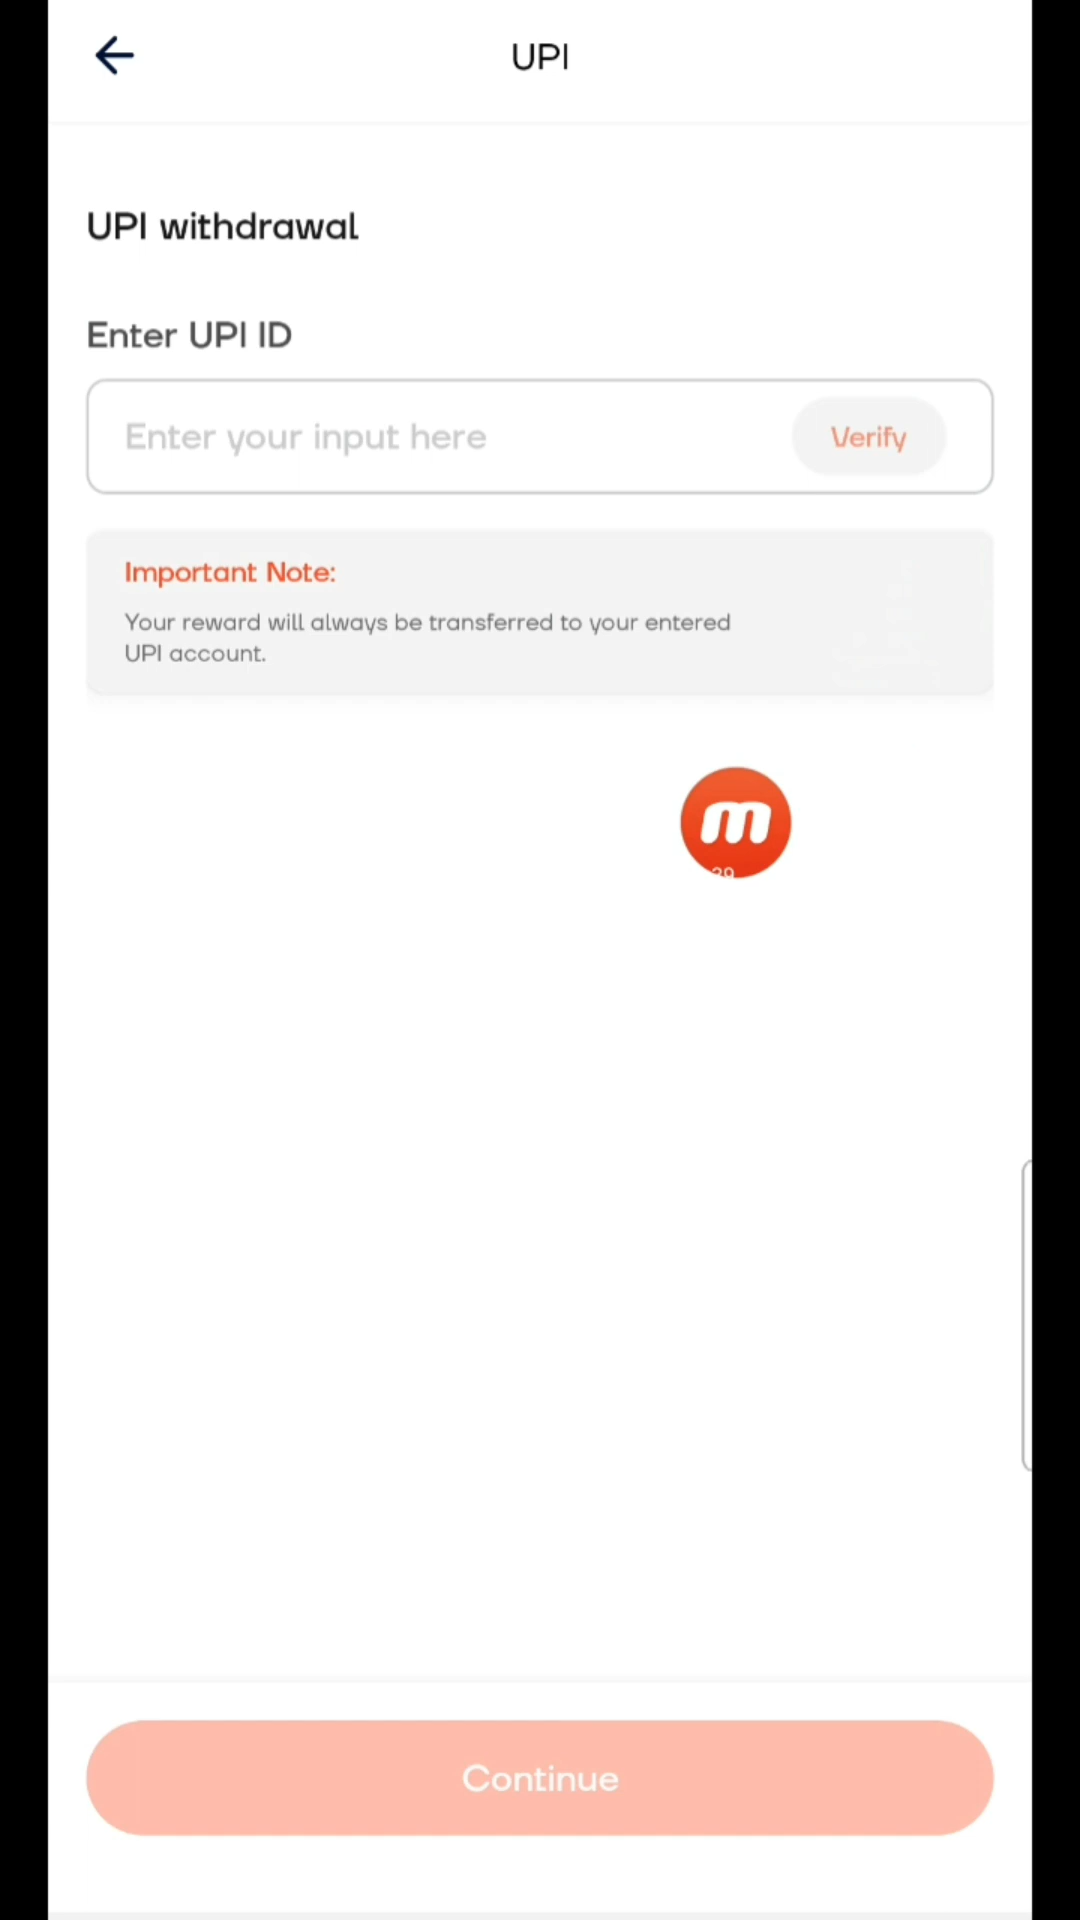 UPI
UPI withdrawal
Enter UPI ID
Enter your input here
Verify
Important Note:
Your reward will always be transferred to your entered
UPI account.
m
Continue